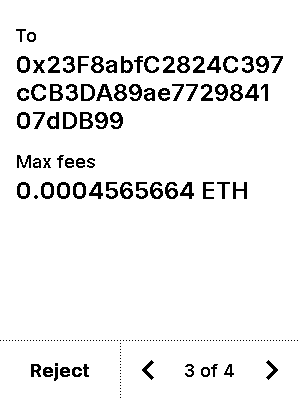 To
0x23F8abfC2824C397
cCB3DA89ae7729841
07dDB99
Max fees
0.0004565664 ETH
Reject
3 of 4